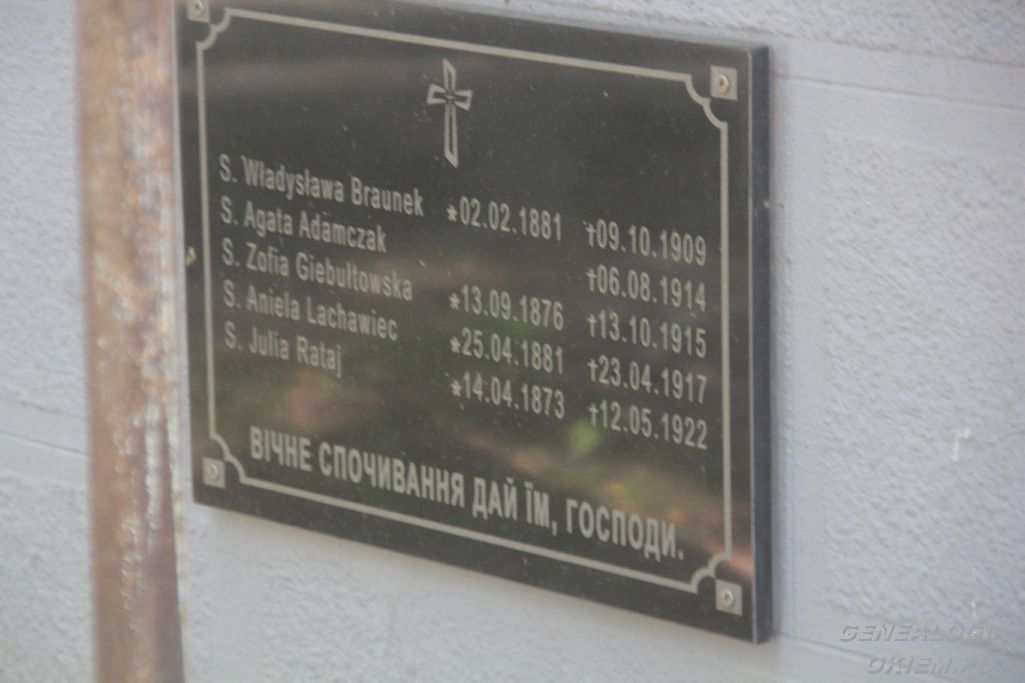 S. Władysława Braunek *02.02.1881 †09.10.1909
S. Agata Adamczak †06.08.1914
S. Zofia Giebułtowska *13.09.1876 †13.10.1915
S. Aniela Lachawiec *25.04.1881 †23.04.1917
S. Julia Rataj *14.04.1873 †12.05.1922
ВІЧНЕ СПОЧИВАННЯ ДАЙ ЇМ, ГОСПОДИ.